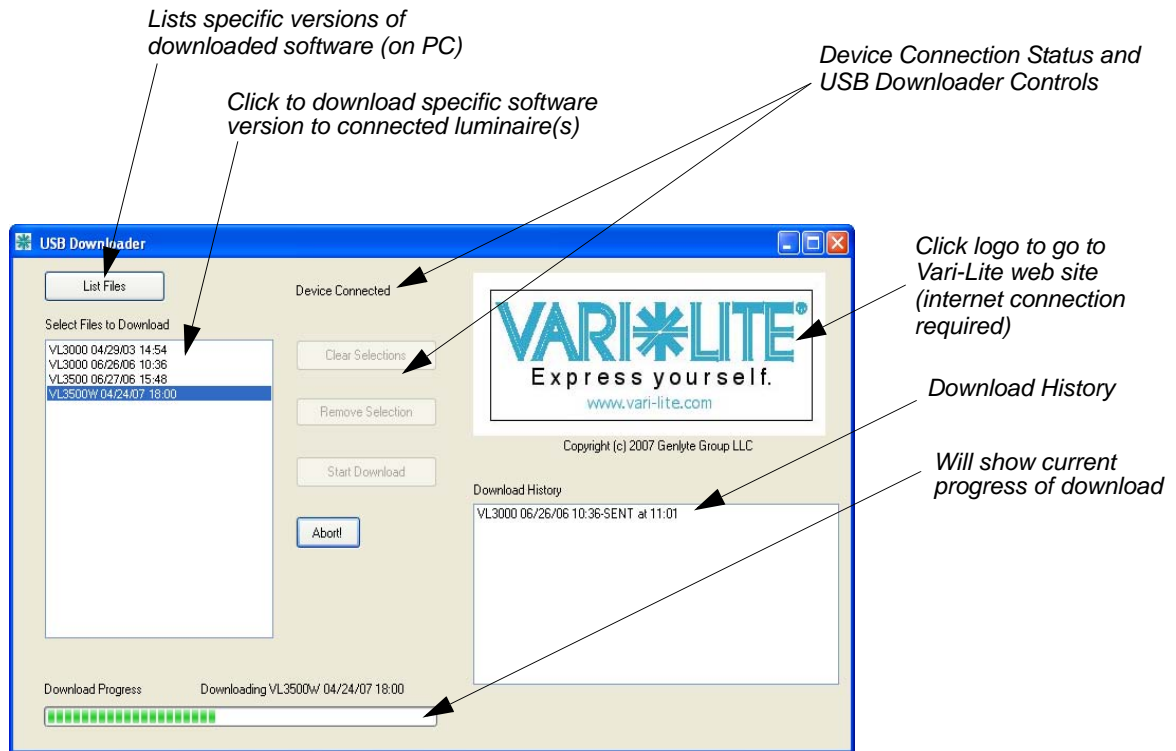 Lists specific versions of
downloaded software (on PC)
Click to download specific software
version to connected luminaire(s)
Device Connection Status and
USB Downloader Controls
USB Downloader
List Files
Device Connected
Select Files to Download
VL3000 04/29/03 14:54
VL3000 06/26/06 10:36
VL3500 06/27/06 15:48
VL3500W 04/24/07 18:00
Clear Selections
Remove Selection
Start Download
Abort!
VARI*LITE®
Express yourself.
www.vari-lite.com
Copyright (c) 2007 Genlyte Group LLC
Download History
VL3000 06/26/06 10:36-SENT at 11:01
Download Progress
Downloading VL3500W 04/24/07 18:00
Click logo to go to
Vari-Lite web site
(internet connection
required)
Download History
Will show current
progress of download